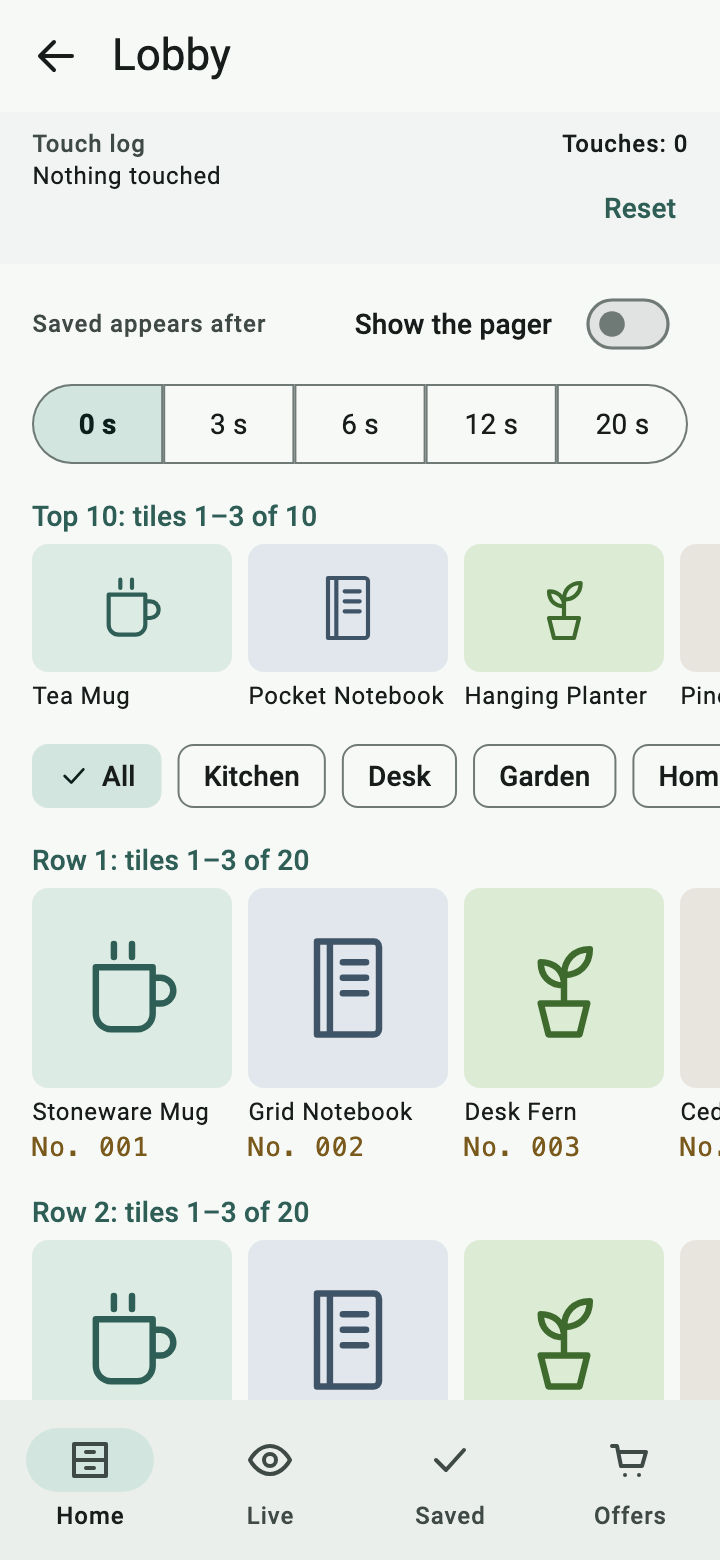 Lobby
Touch log
Touches: 0
Nothing touched
Reset
Saved appears after
Show the pager
0 s
3 s
6 s
12 s
20 s
Top 10: tiles 1–3 of 10
Tea Mug
Pocket Notebook
Hanging Planter
All
Kitchen
Desk
Garden
Row 1: tiles 1–3 of 20
Stoneware Mug
Grid Notebook
Desk Fern
No. 001
No. 002
No. 003
No.
Row 2: tiles 1–3 of 20
Home
Live
Saved
Offers